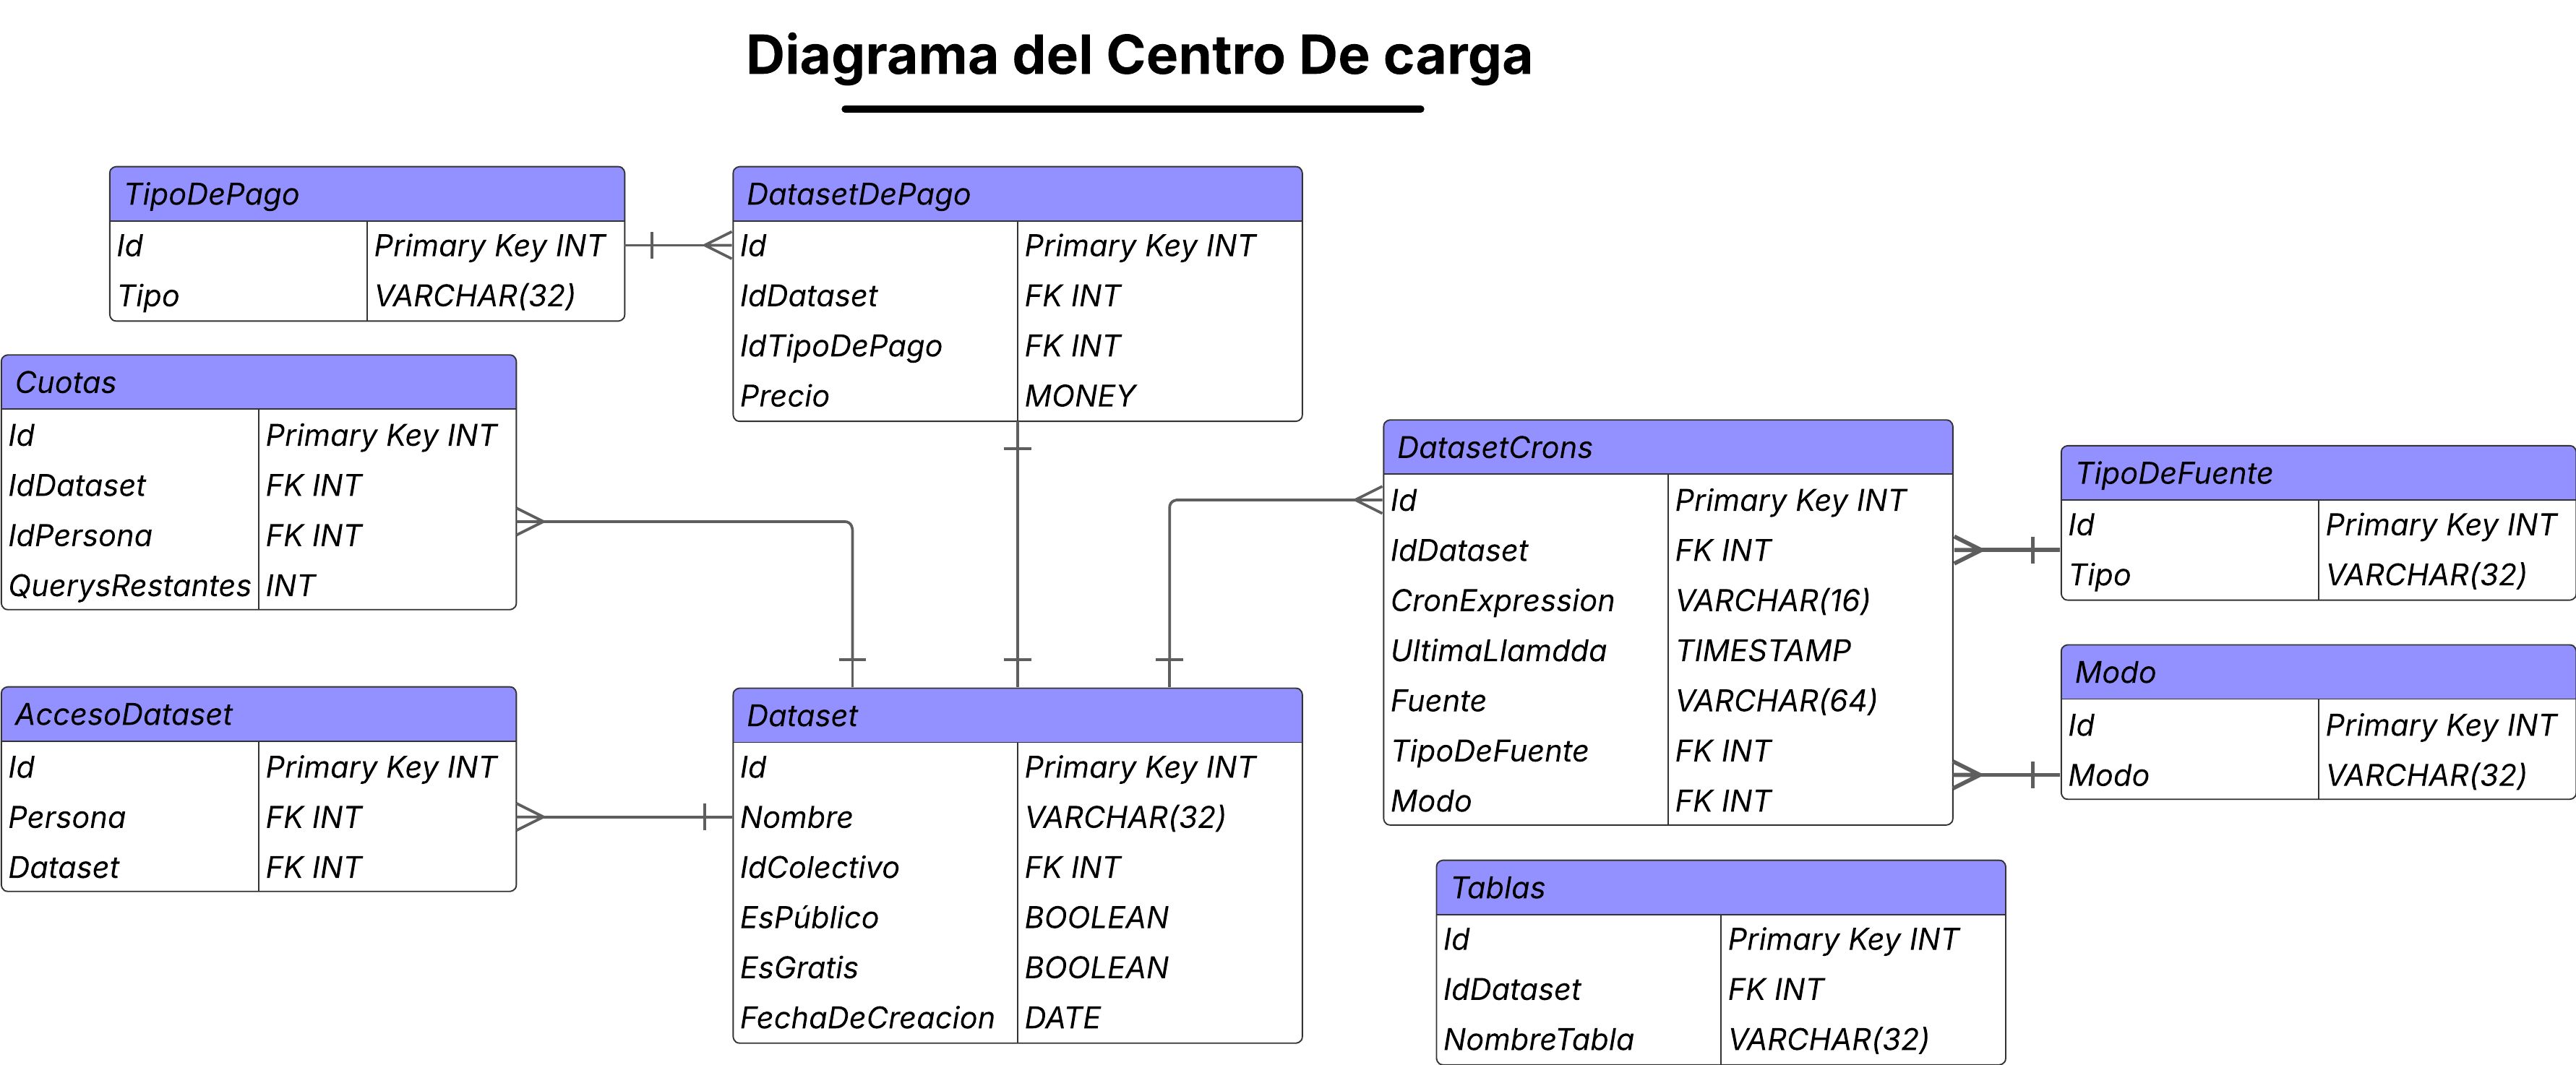 Diagrama del Centro De carga
TipoDePago
Id Primary Key INT
Tipo VARCHAR(32)
DatasetDePago
Id Primary Key INT
IdDataset FK INT
IdTipoDePago FK INT
Precio MONEY
Cuotas
Id Primary Key INT
IdDataset FK INT
IdPersona FK INT
QuerysRestantes INT
DatasetCrons
Id Primary Key INT
IdDataset FK INT
CronExpression VARCHAR(16)
UltimaLlamdda TIMESTAMP
Fuente VARCHAR(64)
TipoDeFuente FK INT
Modo FK INT
TipoDeFuente
Id Primary Key INT
Tipo VARCHAR(32)
Modo
Id Primary Key INT
Modo VARCHAR(32)
AccesoDataset
Id Primary Key INT
Persona FK INT
Dataset FK INT
Dataset
Id Primary Key INT
Nombre VARCHAR(32)
IdColectivo FK INT
EsPúblico BOOLEAN
EsGratis BOOLEAN
FechaDeCreacion DATE
Tablas
Id Primary Key INT
IdDataset FK INT
NombreTabla VARCHAR(32)